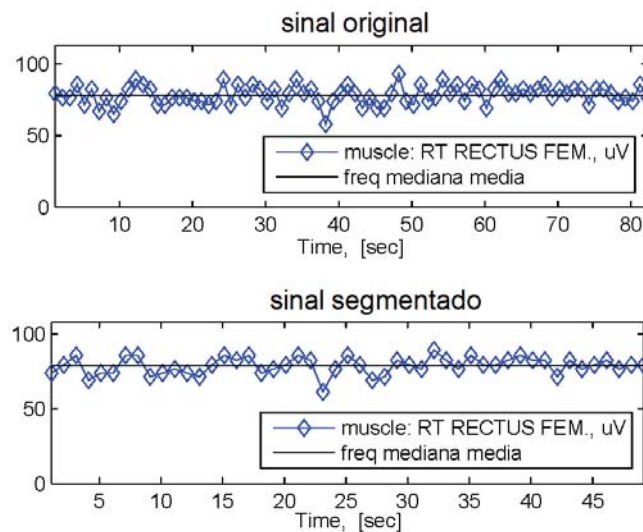 sinal original
100
50
0
10 20 30 40 50 60 70 80
Time, [sec]
muscle: RT RECTUS FEM., uV
freq mediana media
sinal segmentado
100
50
0
5 10 15 20 25 30 35 40 45
Time, [sec]
muscle: RT RECTUS FEM., uV
freq mediana media